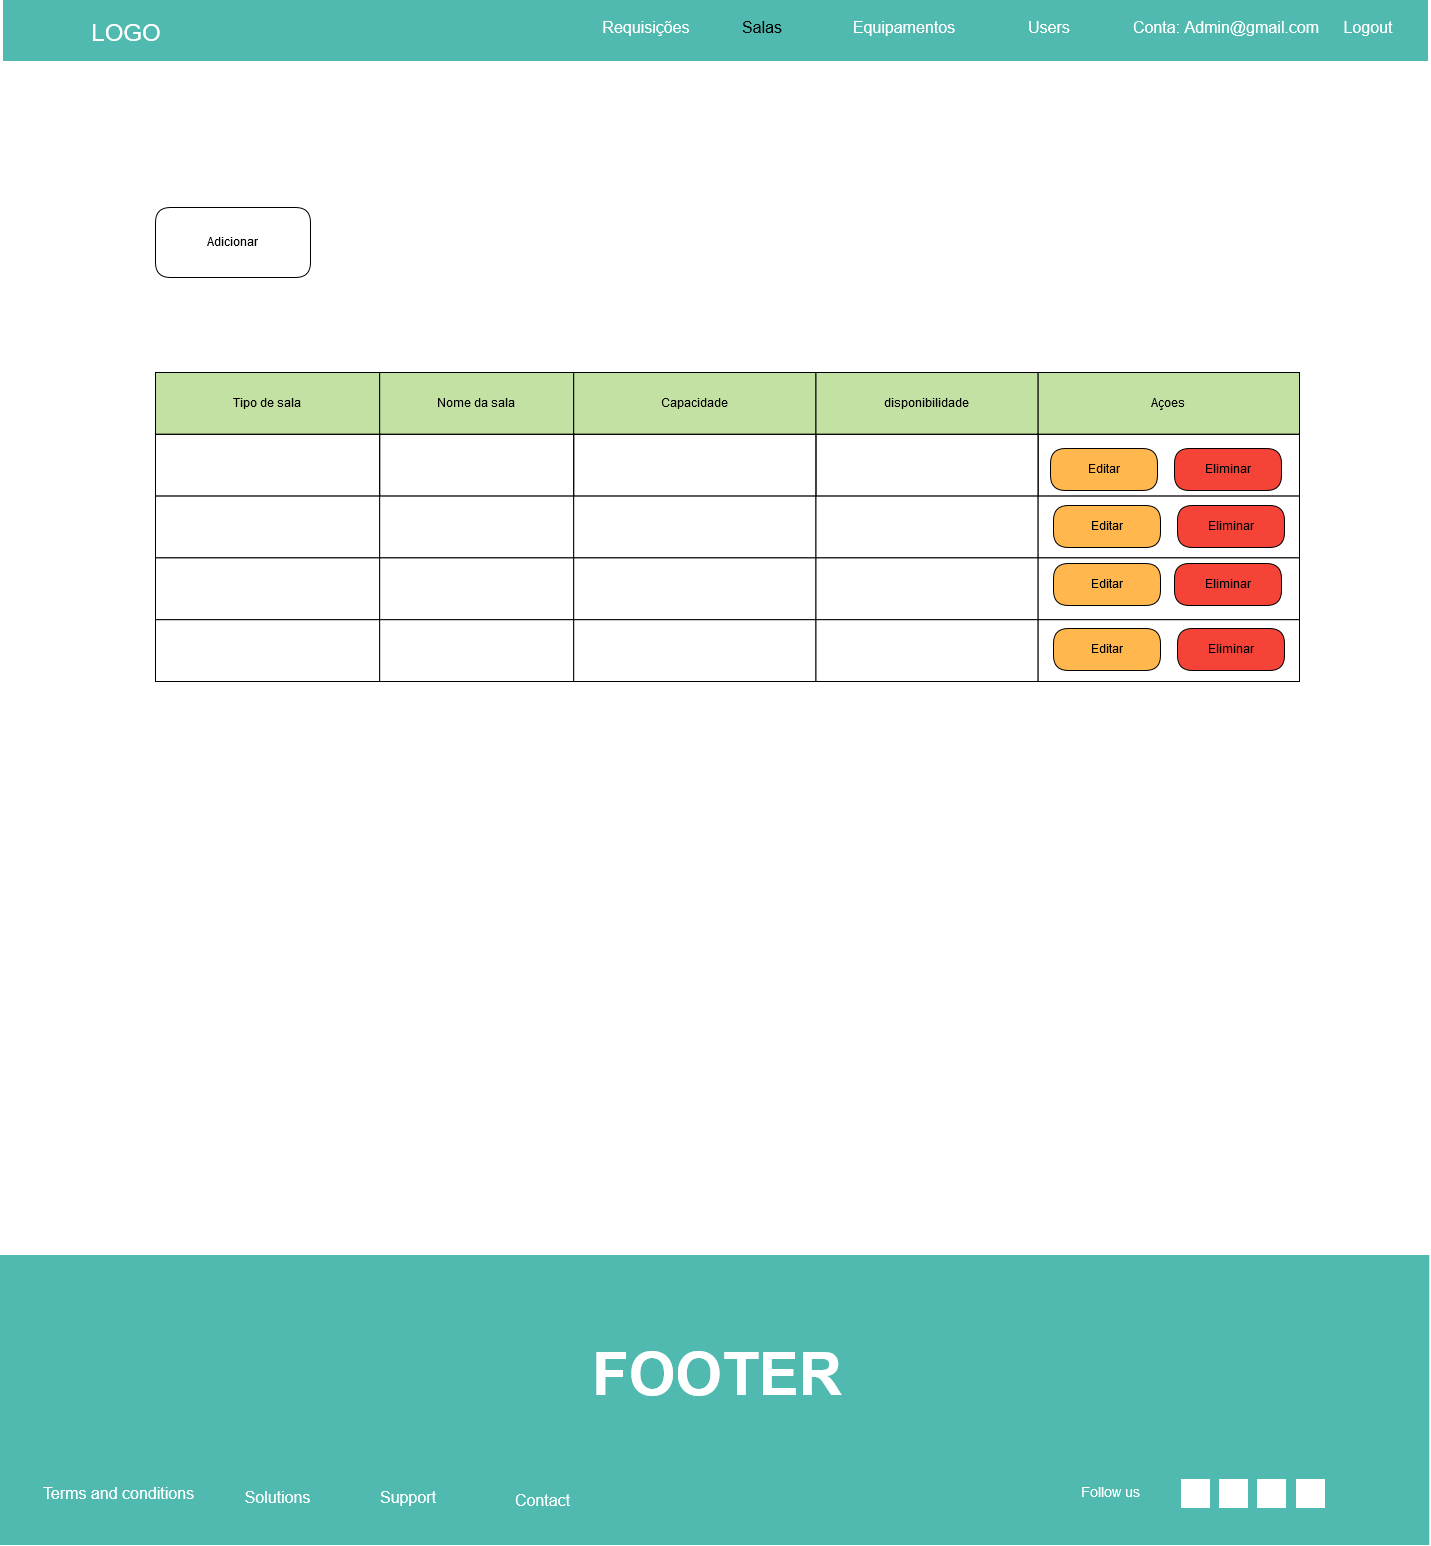 LOGO
Requisições
Salas
Equipamentos
Users
Conta: Admin@gmail.com
Logout
Adicionar
Tipo de sala
Nome da sala
Capacidade
disponibilidade
Açoes
Editar
Eliminar
Editar
Eliminar
Editar
Eliminar
Editar
Eliminar
FOOTER
Terms and conditions
Solutions
Support
Contact
Follow us